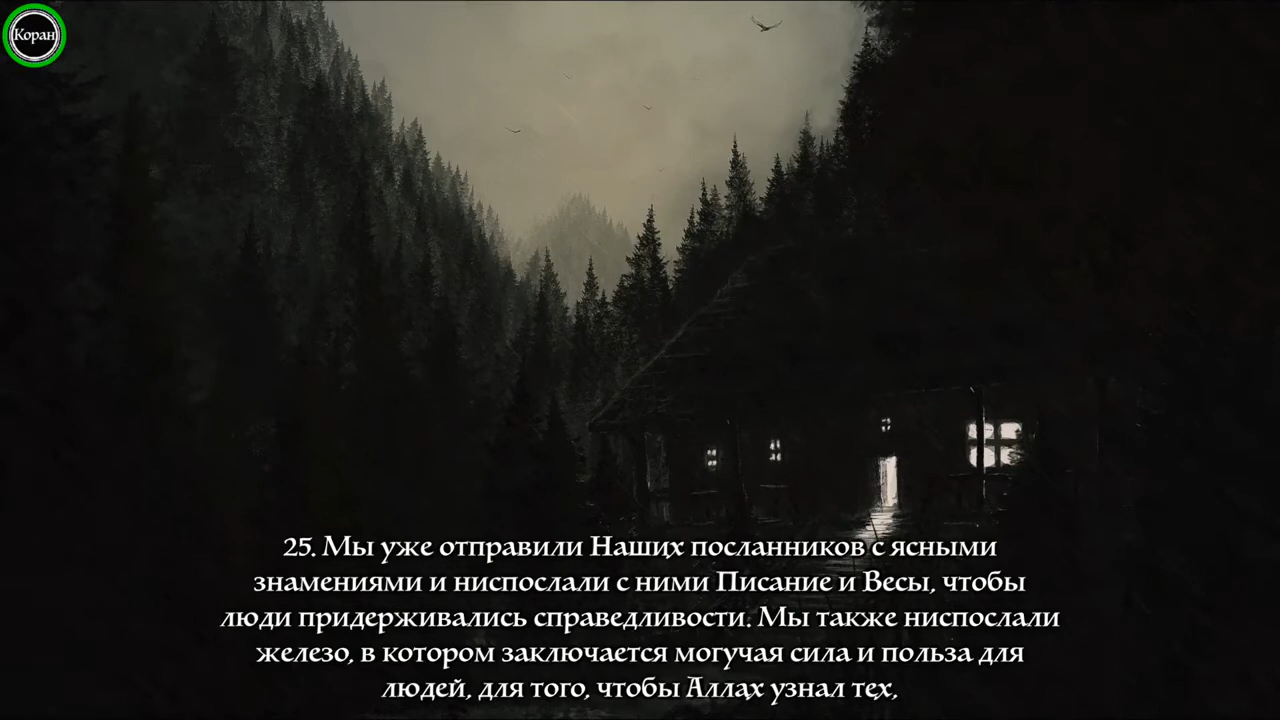 Коран
25. Мы уже отправили Наших посланников с ясными
знамениями и ниспослали с ними Писание и Весы, чтобы
люди придерживались справедливости. Мы также ниспослали
железо, в котором заключается могучая сила и польза для
людей, для того, чтобы Аллах узнал тех,